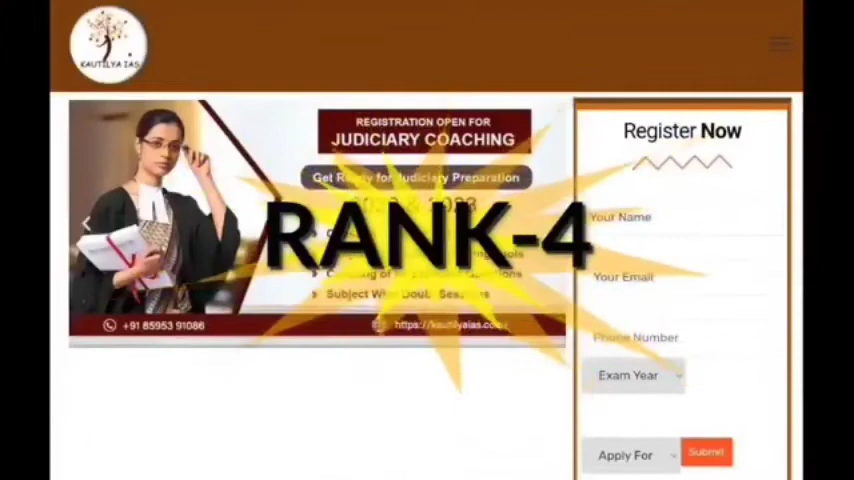 KAUTILYA IAS
REGISTRATION OPEN FOR
JUDICIARY COACHING
Get Ready for Judiciary Preparation
RANK-4
Subject Wise Doubt Sessions
+91 85953 91086
https://kautilyaias.com/
Register Now
Your Name
Your Email
Phone Number
Exam Year
Apply For
Submit